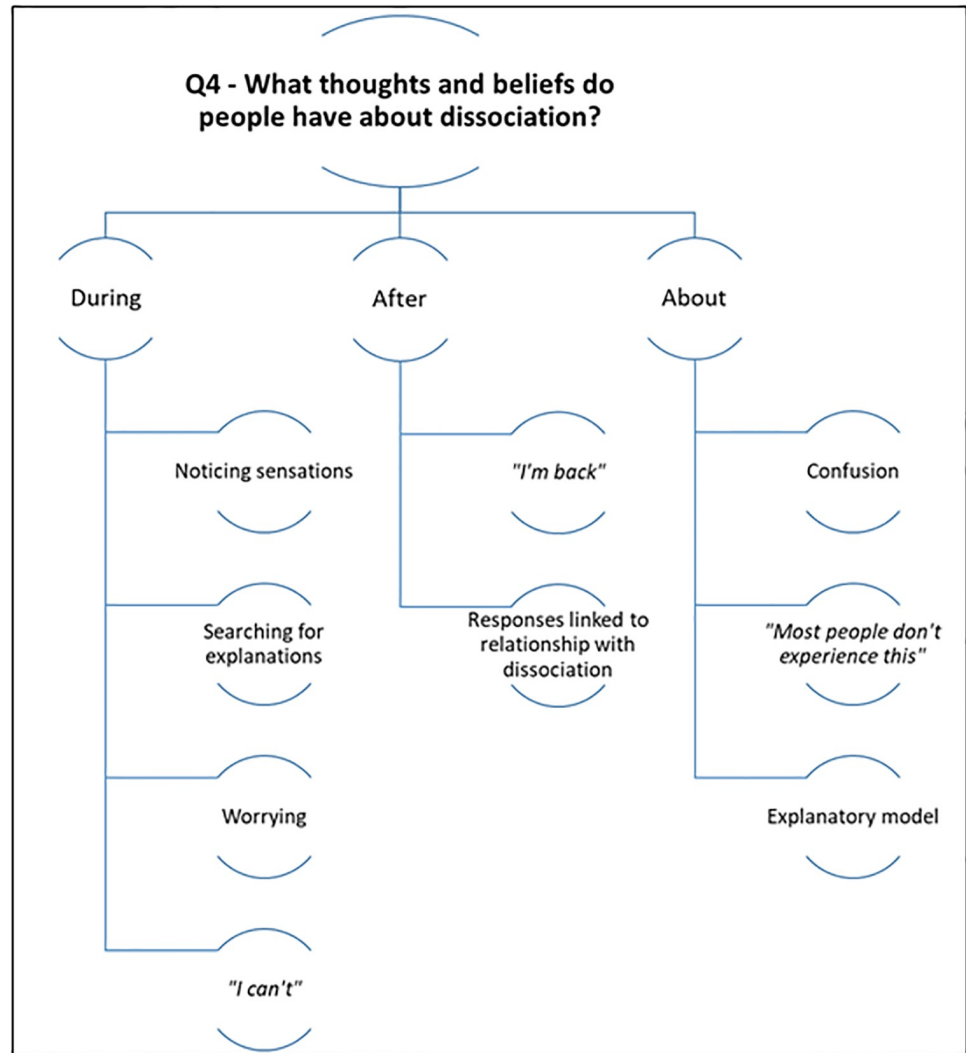 Q4 - What thoughts and beliefs do
people have about dissociation?
During
After
About
Noticing sensations
"I'm back"
Confusion
Searching for
explanations
Responses linked to
relationship with
dissociation
"Most people don't
experience this"
Worrying
Explanatory model
"I can't"